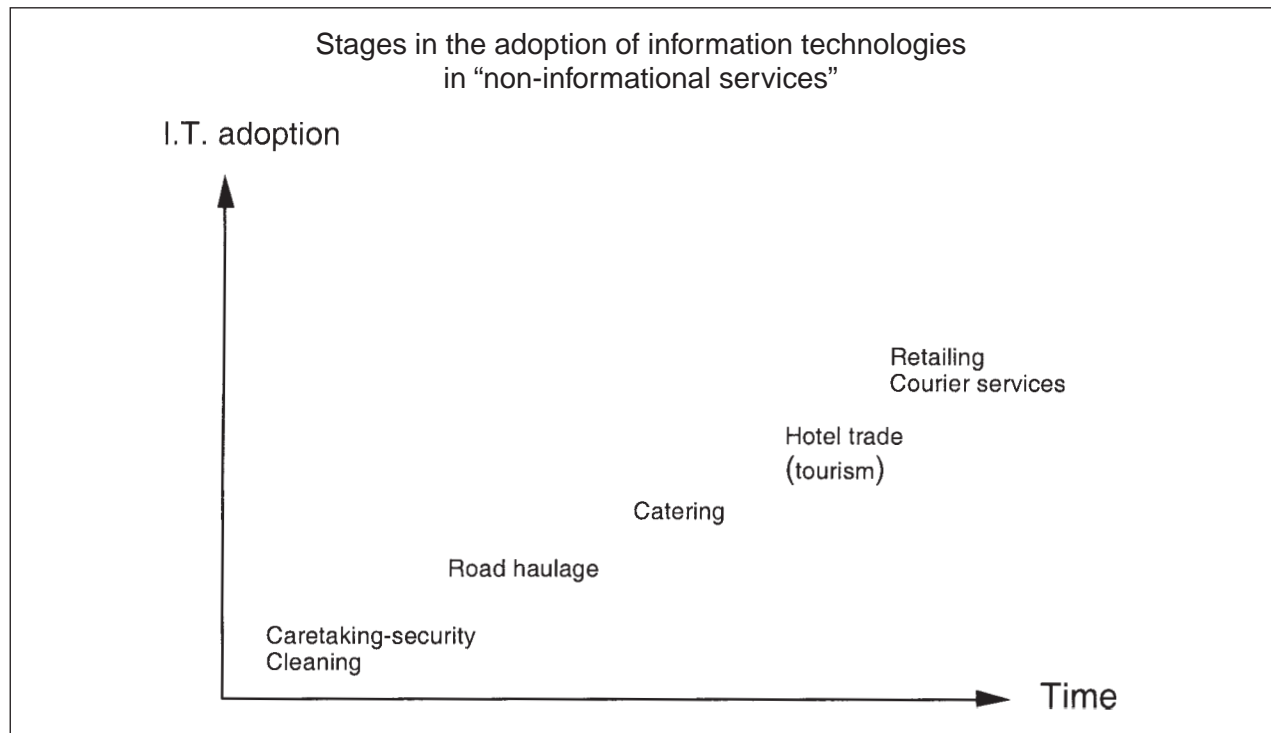 Stages in the adoption of information technologies
in “non-informational services”
I.T. adoption
Retailing
Courier services
Hotel trade
(tourism)
Catering
Road haulage
Caretaking-security
Cleaning
Time